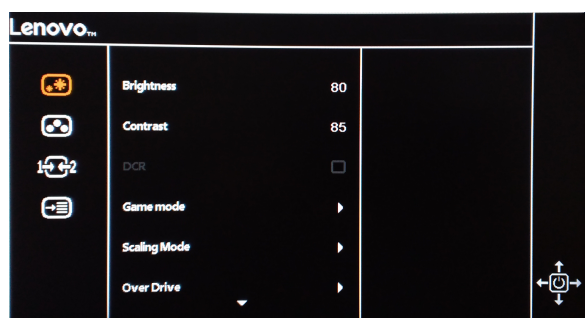 Lenovo™
Brightness 80
Contrast 85
DCR
1 2
Game mode
Scaling Mode
Over Drive